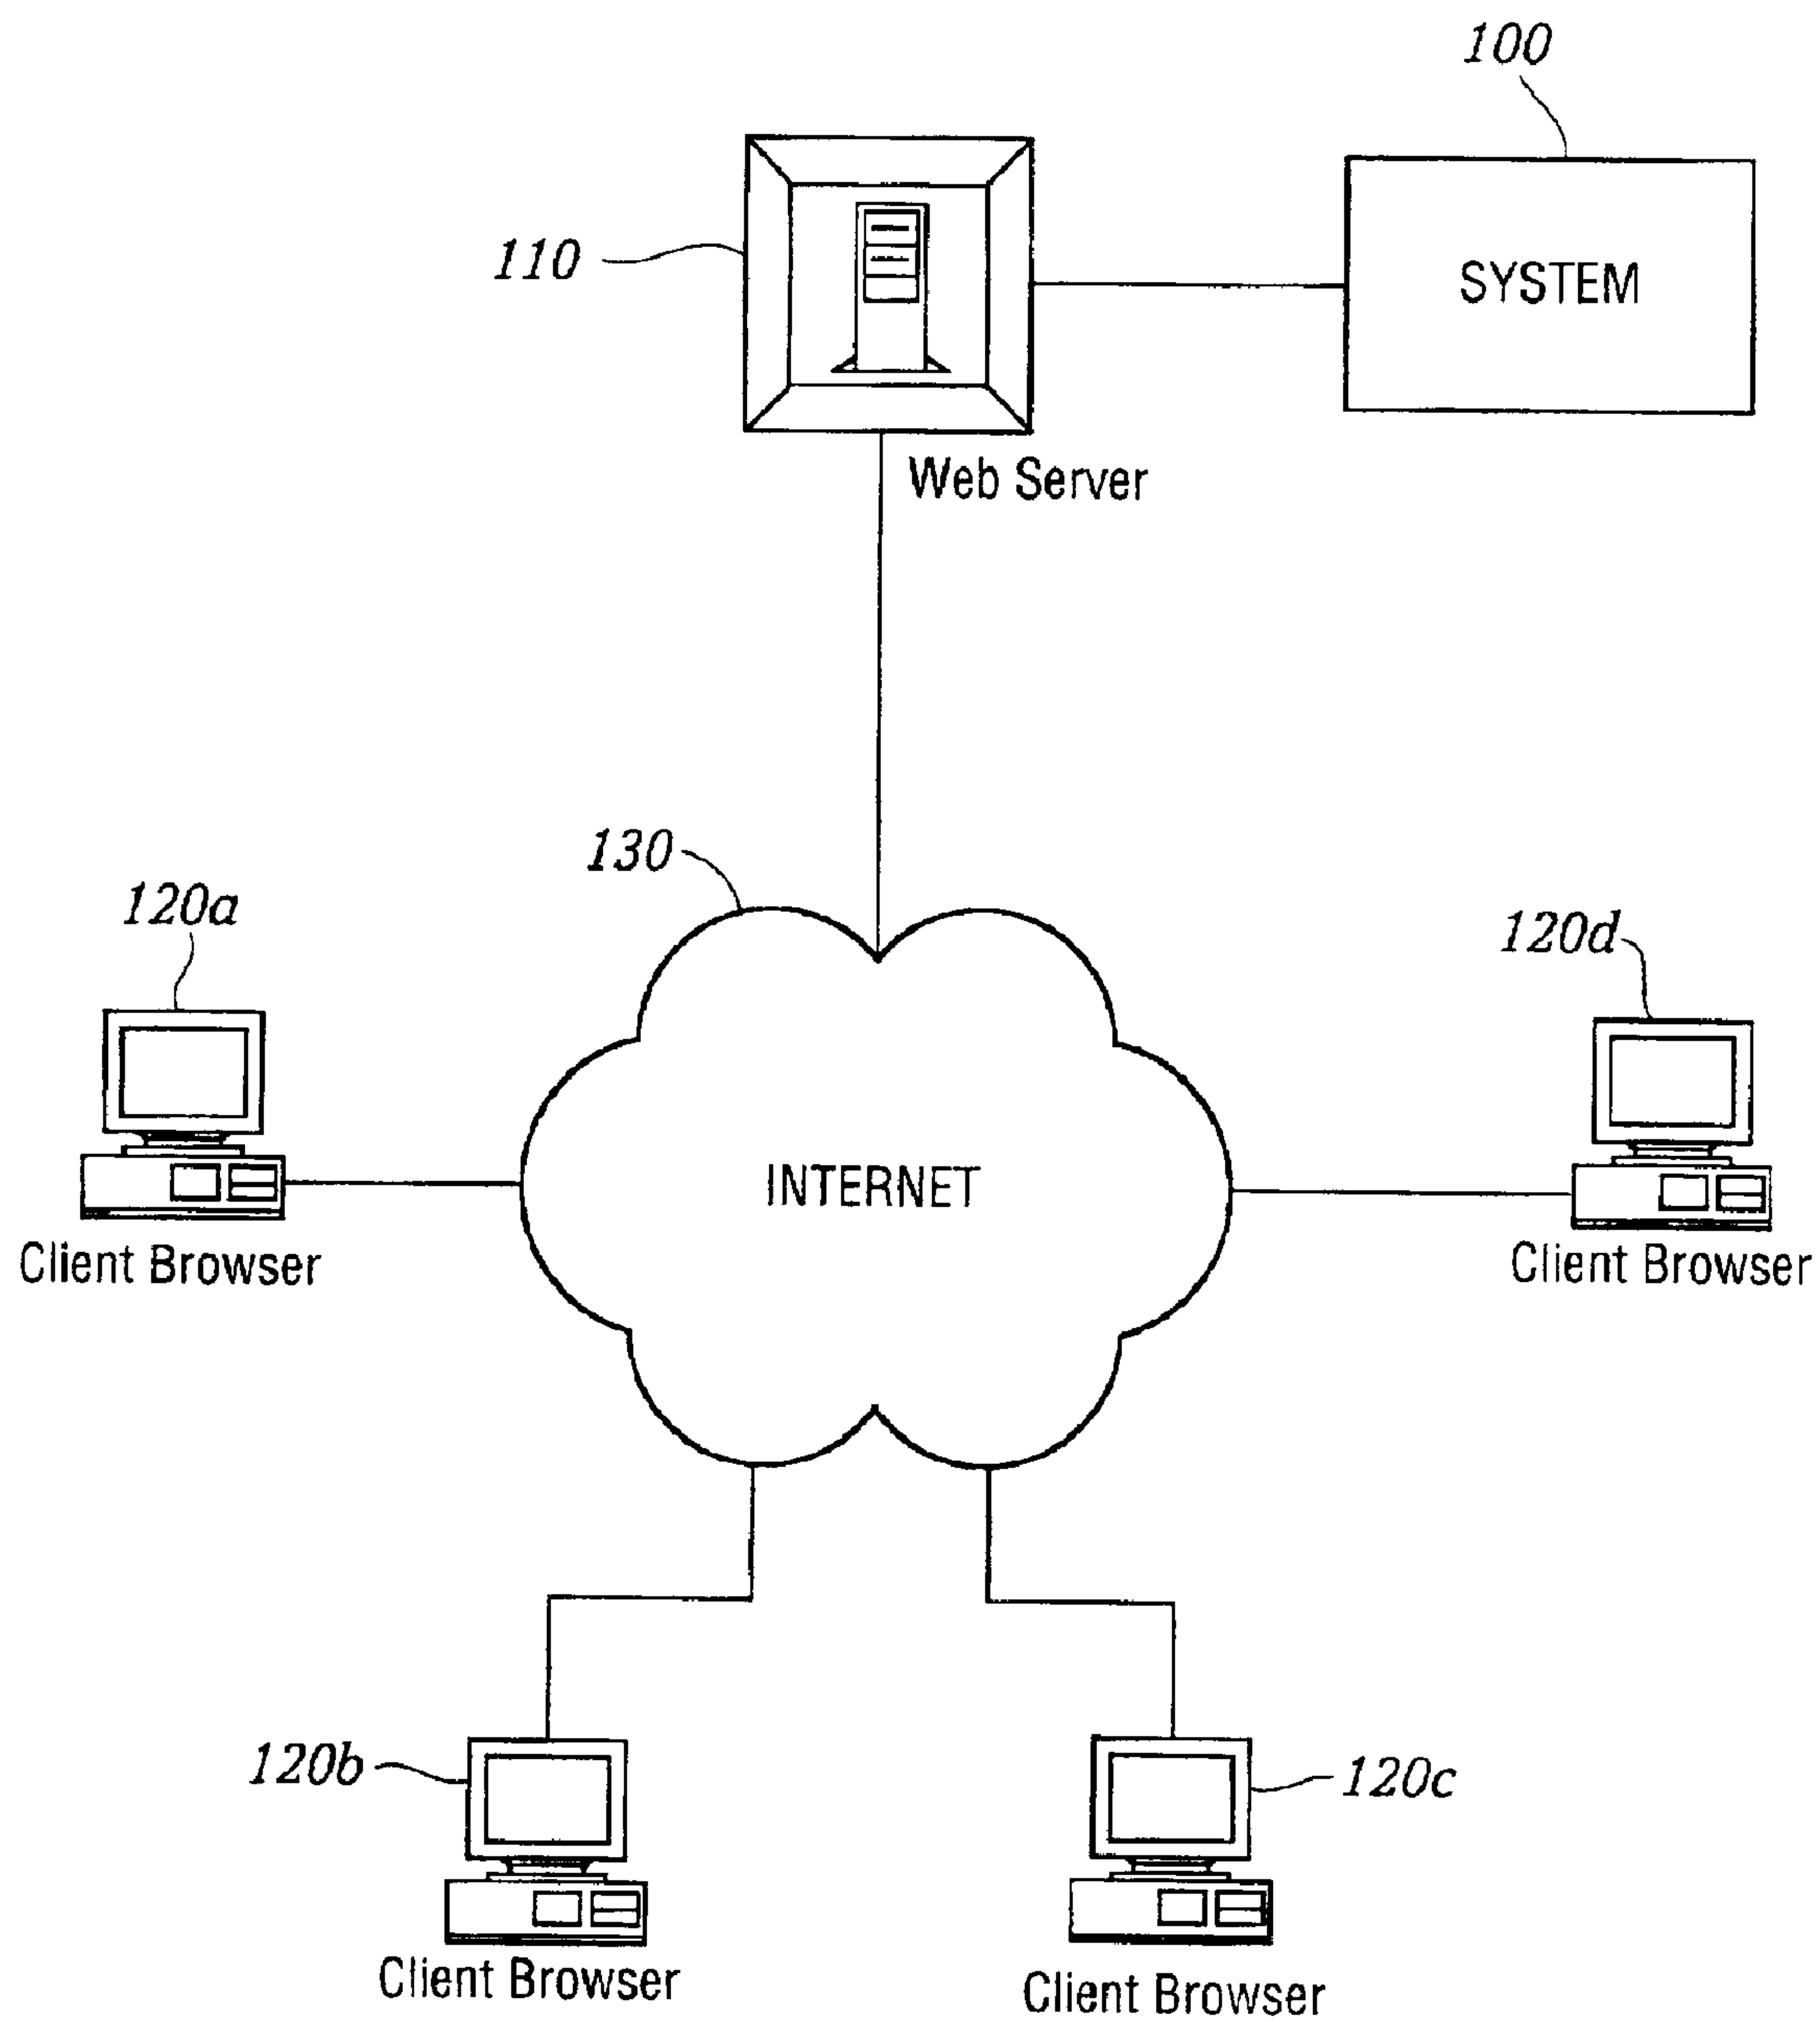 100
110
SYSTEM
Web Server
130
120a
120d
INTERNET
Client Browser
Client Browser
120b
120c
Client Browser
Client Browser